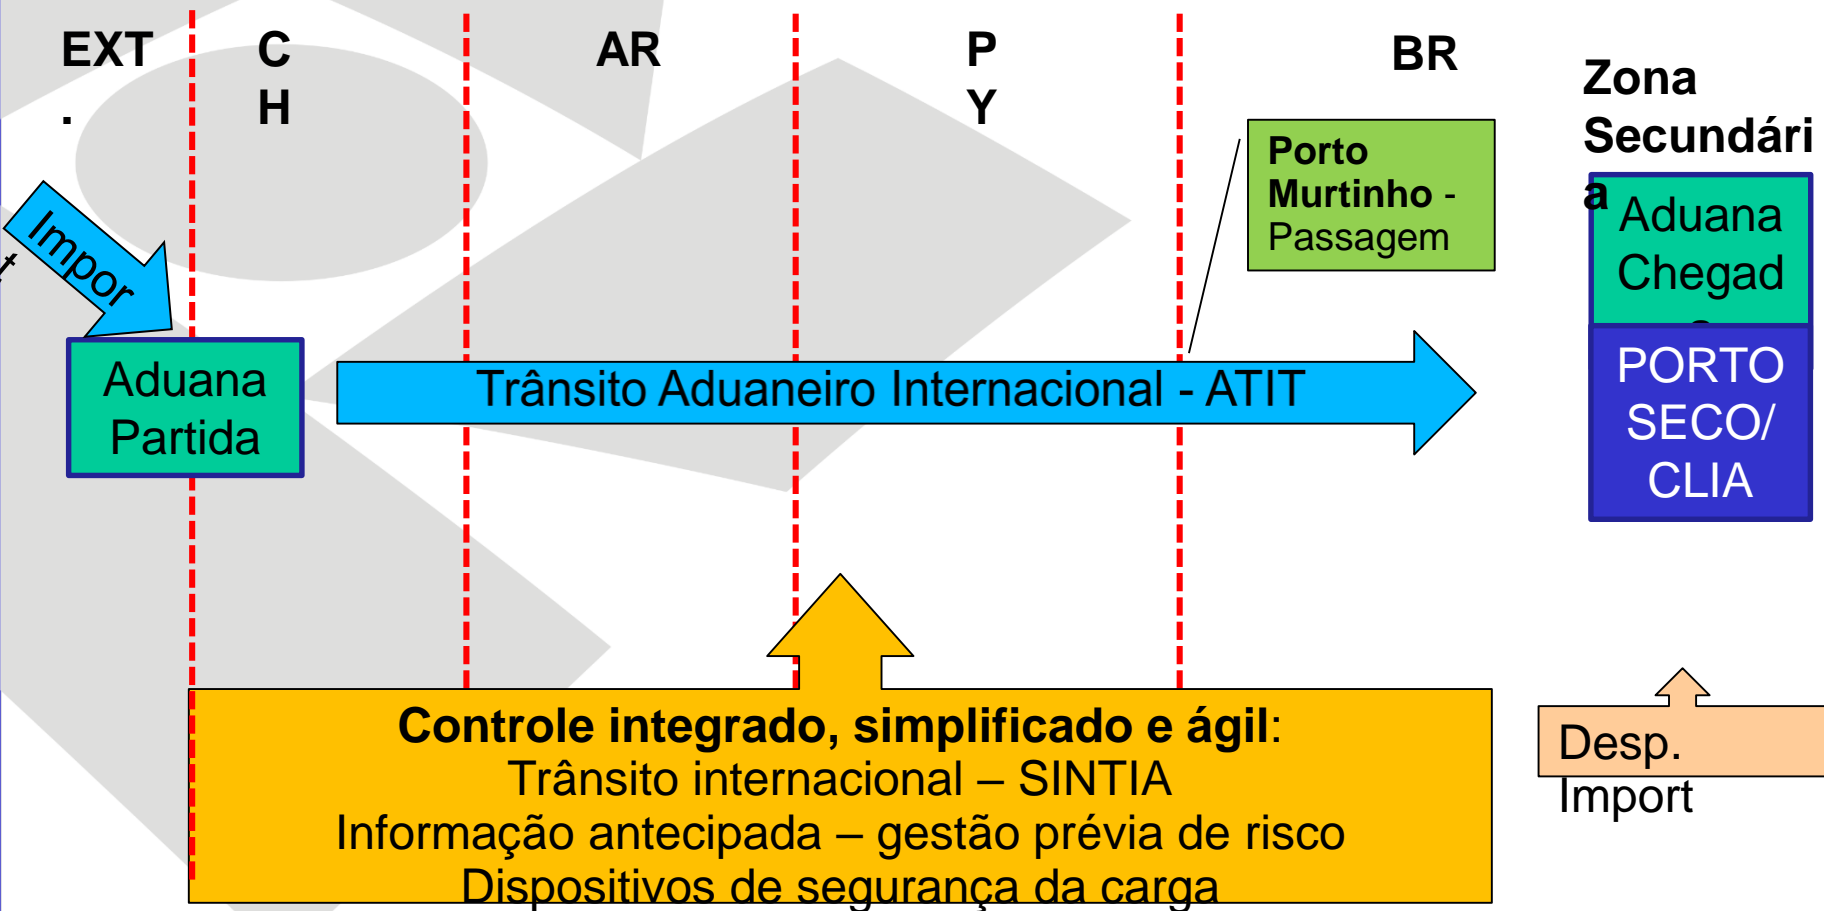 EXT
.
C
H
AR
P
Y
BR
Zona
Secundári
a
Porto
Murtinho -
Passagem
Impor
t
Aduana
Chegad
Aduana
Partida
Trânsito Aduaneiro Internacional - ATIT
PORTO
SECO/
CLIA
Controle integrado, simplificado e ágil:
Trânsito internacional – SINTIA
Informação antecipada – gestão prévia de risco
Dispositivos de segurança da carga
Desp.
Import